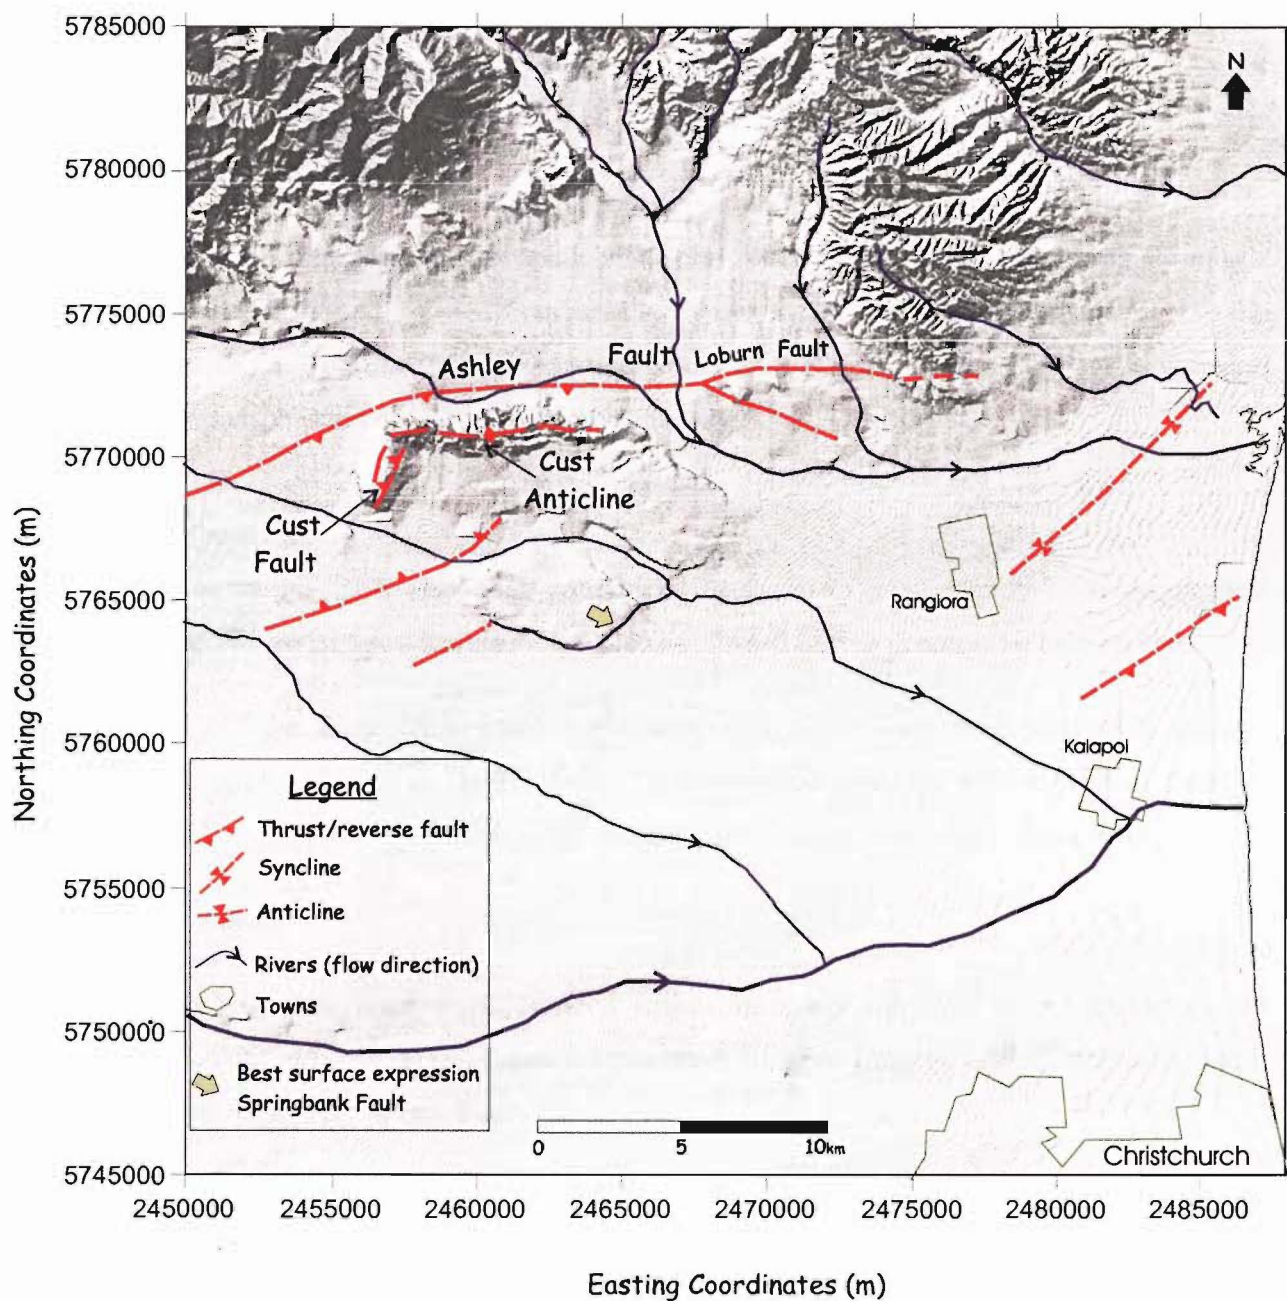 5785000
N
5780000
5775000
Ashley
Fault
Loburn Fault
5770000
Cust
Anticline
Cust
Fault
5765000
Rangiora
5760000
Kaiapoi
Legend
Thrust/reverse fault
Syncline
5755000
Anticline
Rivers (flow direction)
Towns
5750000
Best surface expression
Springbank Fault
0 5 10km
Christchurch
5745000
2450000 2455000 2460000 2465000 2470000 2475000 2480000 2485000
Northing Coordinates (m)
Easting Coordinates (m)